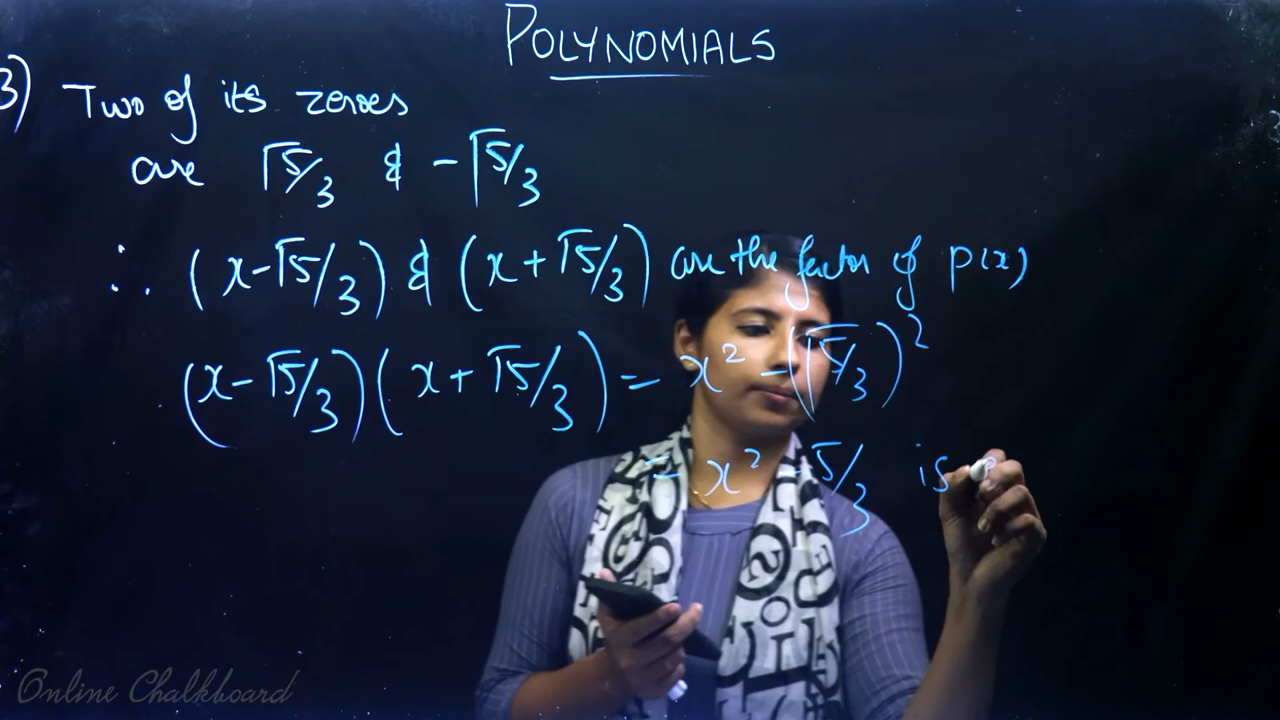 POLYNOMIALS
3) Two of its zeroes
are √5/3 & -√5/3
∴ (x-√5/3) & (x+√5/3) are the factor of p(x)
(x-√5/3)(x+√5/3) = x² - (√5/3)²
= x² - 5/3 is
Online Chalkboard